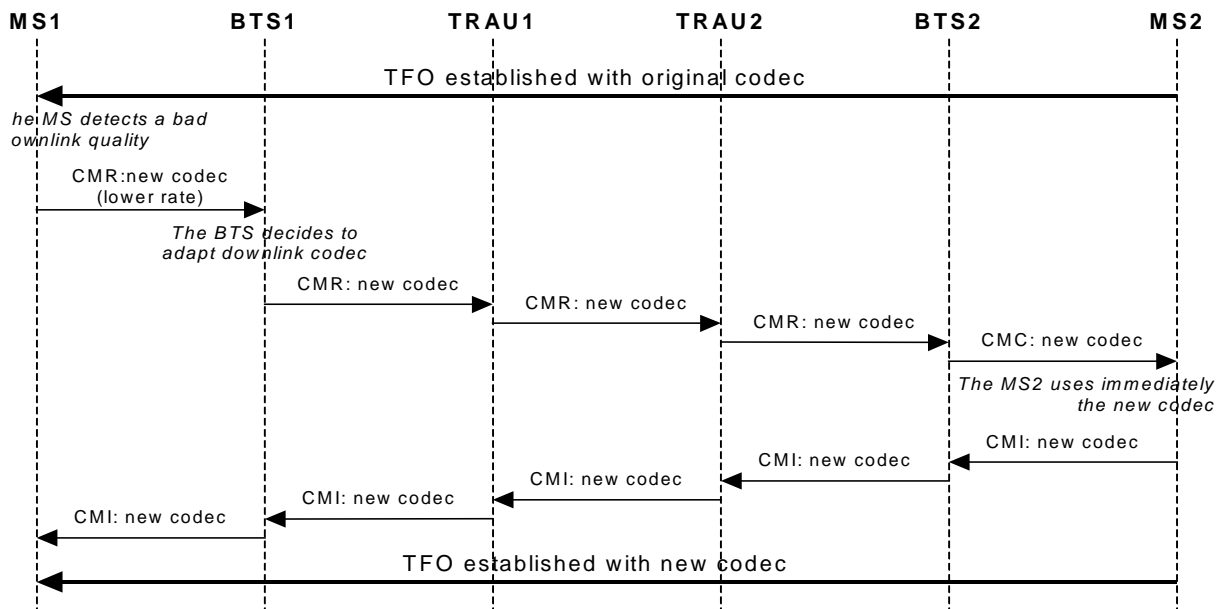 MS1 BTS1 TRAU1 TRAU2 BTS2 MS2
TFO established with original codec
he MS detects a bad
ownlink quality
CMR:new codec
(lower rate)
The BTS decides to
adapt downlink codec
CMR: new codec
CMR: new codec
CMR: new codec
CMC: new codec
The MS2 uses immediately
the new codec
CMI: new codec
CMI: new codec
CMI: new codec
CMI: new codec
CMI: new codec
TFO established with new codec